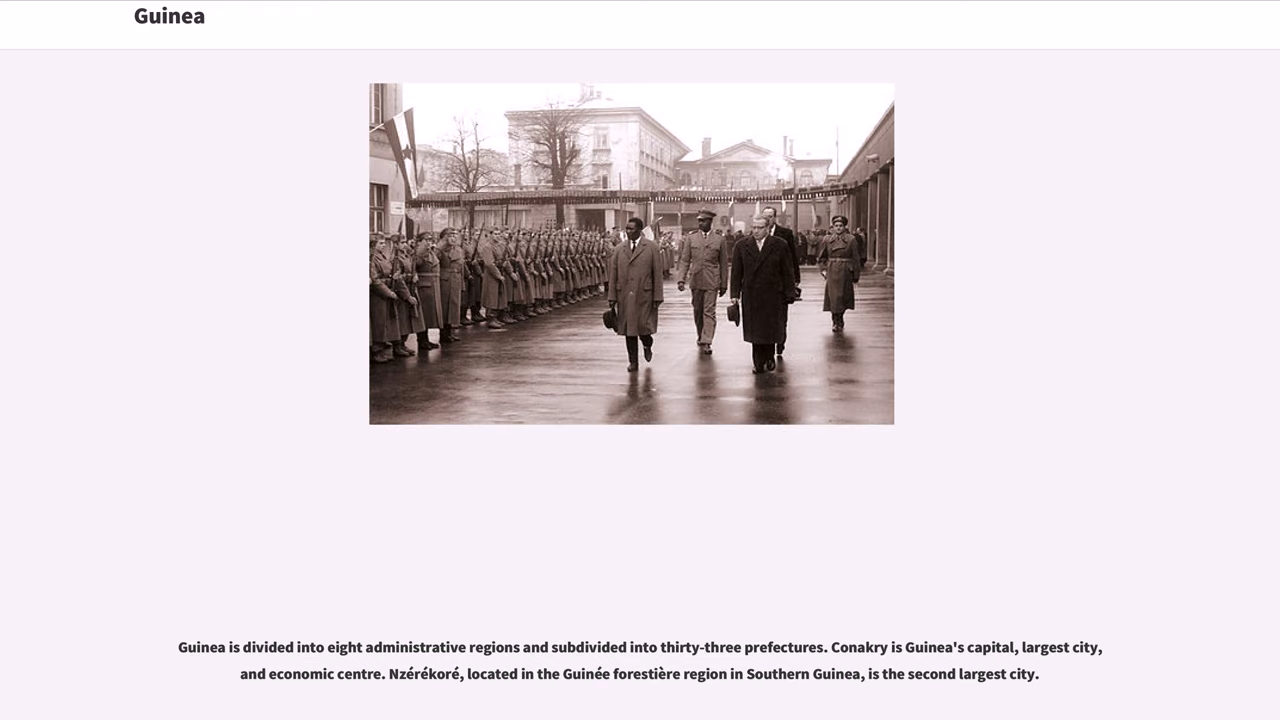 Guinea
Guinea is divided into eight administrative regions and subdivided into thirty-three prefectures. Conakry is Guinea's capital, largest city,
and economic centre. Nzérékoré, located in the Guinée forestière region in Southern Guinea, is the second largest city.